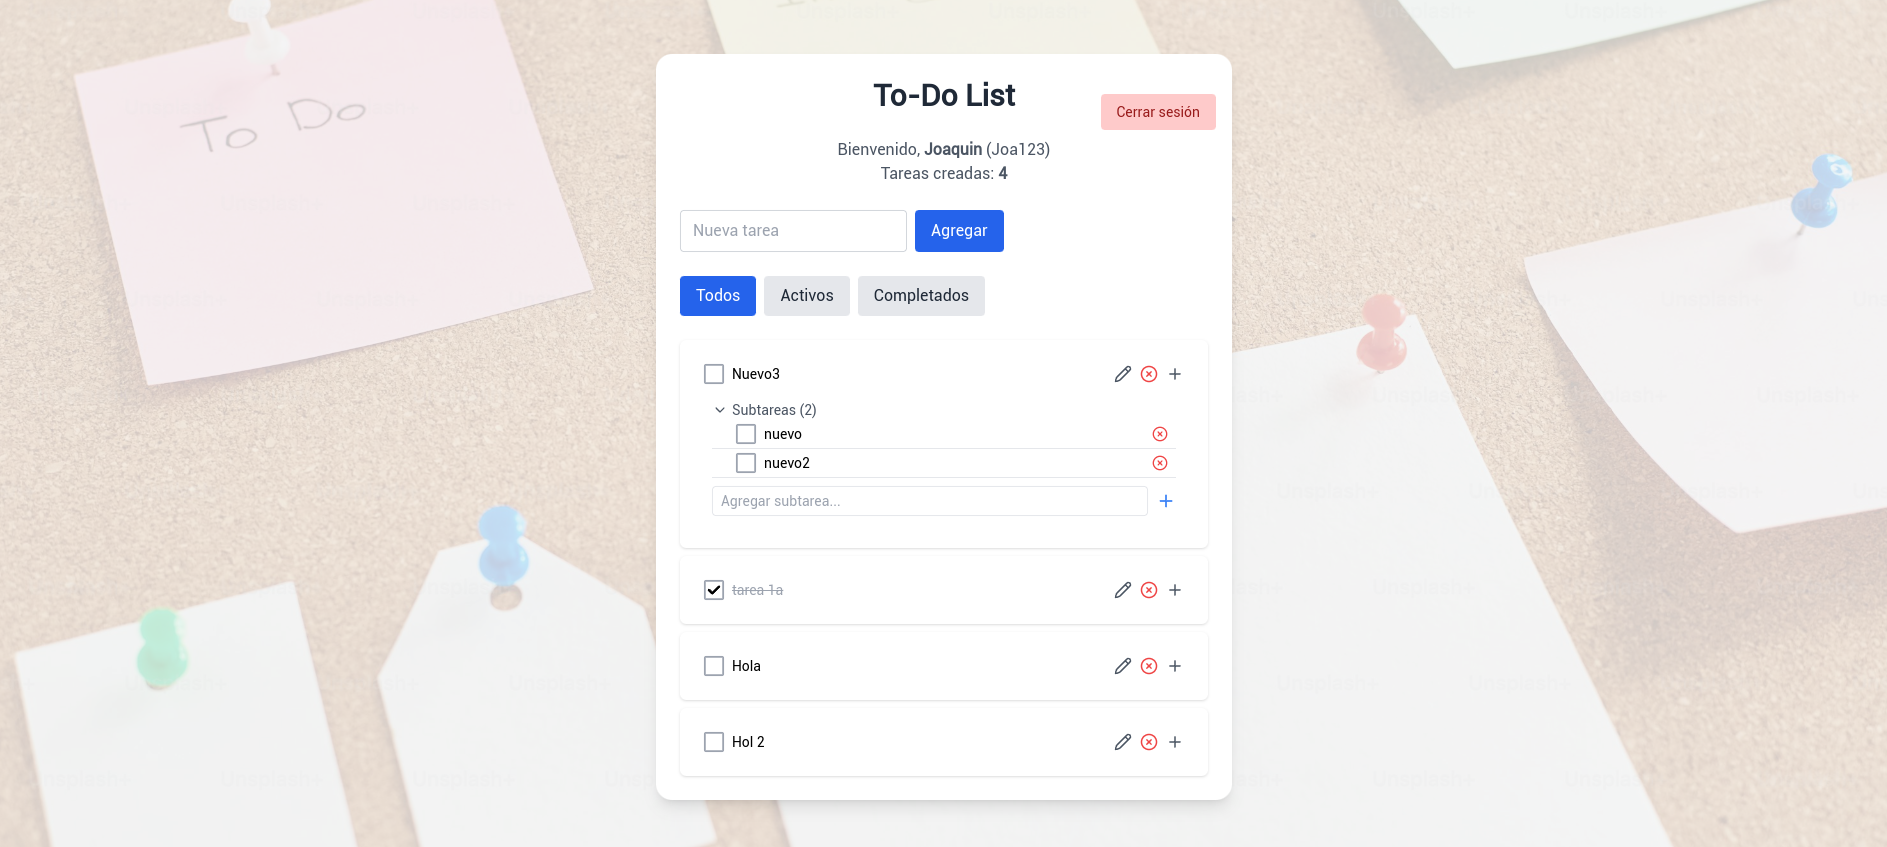 To Do
To-Do List
Cerrar sesión
Bienvenido, Joaquin (Joa123)
Tareas creadas: 4
Nueva tarea
Agregar
Todos
Activos
Completados
Nuevo3
Subtareas (2)
nuevo
nuevo2
Agregar subtarea...
tarea 1a
Hola
Hol 2
Unsplash+